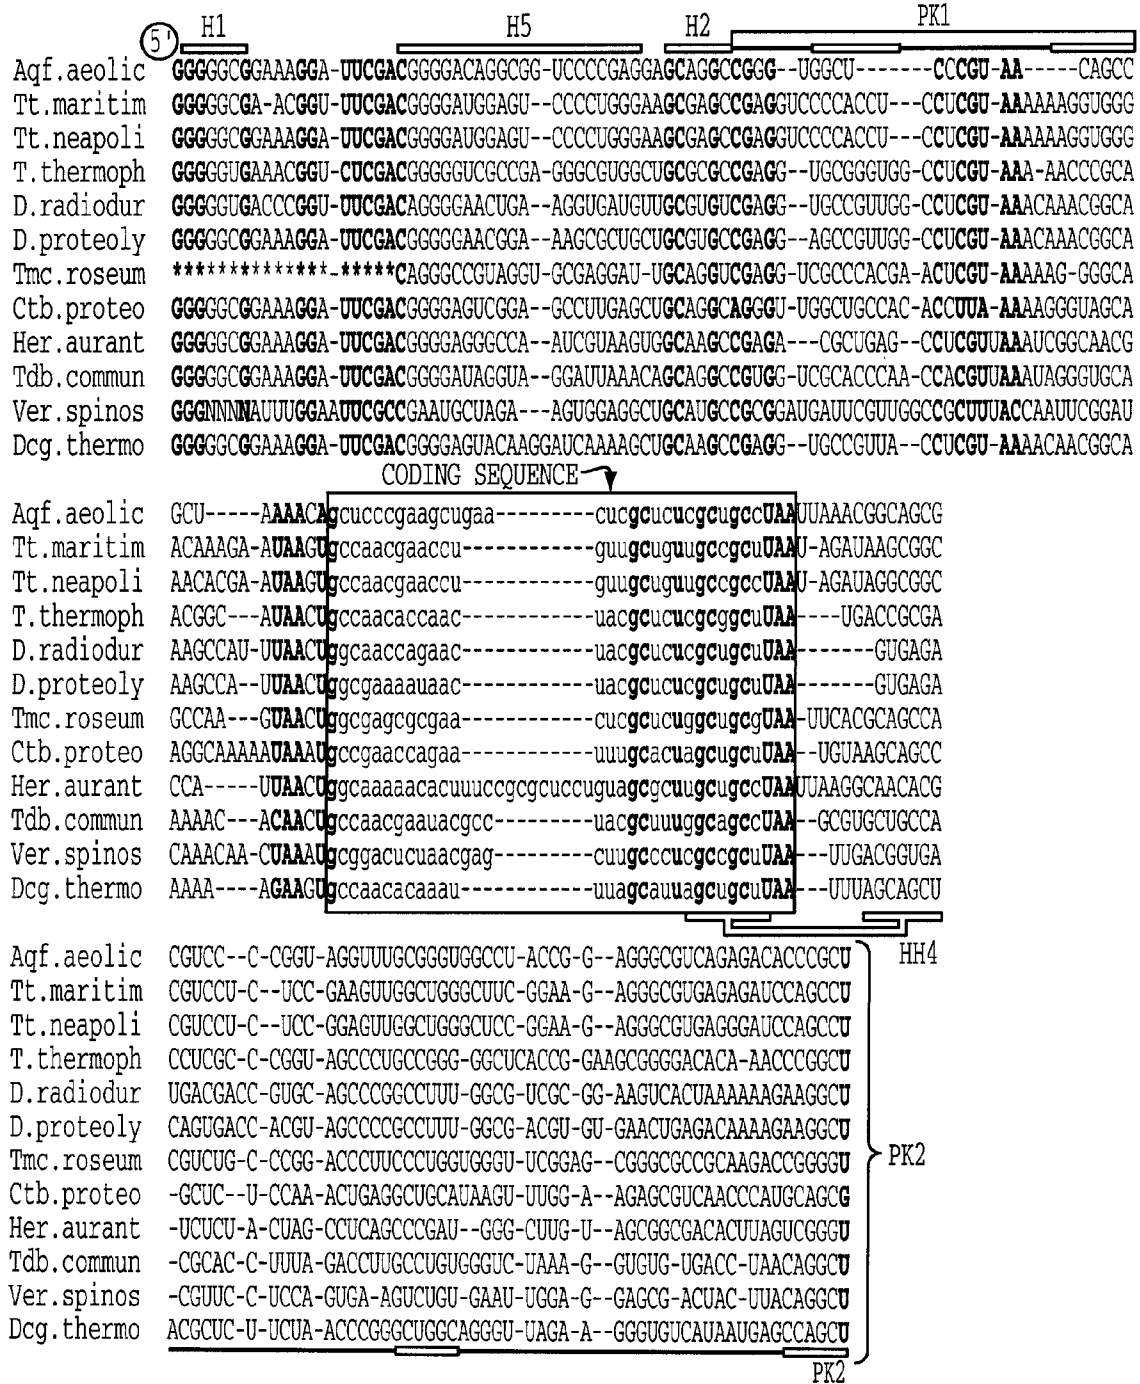 5' H1 H5 H2 PK1
Aqf.aeolic GGGGGCGGAAAGGA-UUCGACGGGGACAGGCGG-UCCCCGAGGAGCAGGCCGGG--UGGCU------CCCGU-AA-----CAGCC
Tt.maritim GGGGGCGA-ACGGU-UUCGACGGGGAUGGAGU--CCCCUGGGAAGCGAGCCGAGGUCCCCACCU---CCUCGU-AAAAAAGGUGGG
Tt.neapoli GGGGGCGGAAAGGA-UUCGACGGGGAUGGAGU--CCCCUGGGAAGCGAGCCGAGGUCCCCACCU---CCUCGU-AAAAAAGGUGGG
T.thermoph GGGGGUGAAACGGU-CUCGACGGGGGUCGCCGA-GGGCGUGGCUGCGCGCCGAGG--UGCGGGUGG-CCUCGU-AAA-AACCCGCA
D.radiodur GGGGGUGACCCGGU-UUCGACAGGGGAACUGA--AGGUGAUGUUGCGUGUCGAGG--UGCCGUUGG-CCUCGU-AAACAAACGGCA
D.proteoly GGGGGCGGAAAGGA-UUCGACGGGGGAACGGA--AAGCGCUGCUGCGUGCCGAGG--AGCCGUUGG-CCUCGU-AAACAAACGGCA
Tmc.roseum **************-*****CAGGGCCGUAGGU-GCGAGGAU-UGCAGGUCGAGG-UCGCCCACGA-ACUCGU-AAAAAG-GGGCA
Ctb.proteo GGGGGCGGAAAGGA-UUCGACGGGGAGUCGGA--GCCUUGAGCUGCAGGCAGGGU-UGGCUGCCAC-ACCUUA-AAAAGGGUAGCA
Her.aurant GGGGGCGGAAAGGA-UUCGACGGGGAGGGCCA--AUCGUAAGUGGCAAGCCGAGA---CGCUGAG--CCUCGUUAAAUCGGCAACG
Tdb.commun GGGGGCGGAAAGGA-UUCGACGGGGAUAGGUA--GGAUUAAACAGCAGGCCGUGG-UCGCACCCAA-CCACGUUAAAUAGGGUGCA
Ver.spinos GGGNNNNAUUUGGAAUUCGCCGAAUGCUAGA---AGUGGAGGCUGCAUGCCGCGGAUGAUUCGUUGGCCGCUUUACCAAUUCGGAU
Dcg.thermo GGGGGCGGAAAGGA-UUCGACGGGGAGUACAAGGAUCAAAAGCUGCAAGCCGAGG--UGCCGUUA--CCUCGU-AAAACAACGGCA
CODING SEQUENCE
Aqf.aeolic GCU-----AAAACAgcucccgaagcugaa----------cucgcucucgcugccUAAUUAAACGGCAGCG
Tt.maritim ACAAAGA-AUAAGUgccaacgaaccu-------------guugcuguugccgcuUAAU-AGAUAAGCGGC
Tt.neapoli AACACGA-AUAAGUgccaacgaaccu-------------guugcuguugccgccUAAU-AGAUAGGCGGC
T.thermoph ACGGC---AUAACUgccaacaccaac-------------uacgcucucgcggcuUAA----UGACCGCGA
D.radiodur AAGCCAU-UUAACUggcaaccagaac-------------uacgcucucgcugcuUAA-------GUGAGA
D.proteoly AAGCCA--UUAACUggcgaaaauaac-------------uacgcucucgcugcuUAA-------GUGAGA
Tmc.roseum GCCAA---GUAACUggcgagcgcgaa-------------cucgcucuggcugcgUAA-UUCACGCAGCCA
Ctb.proteo AGGCAAAAAUAAAUgccgaaccagaa-------------uuugcacuagcugcuUAA--UGUAAGCAGCC
Her.aurant CCA-----UUAACUggcaaaaacacuuuccgcgcuccuguagcgcuugcugccUAAUUAAGGCAACACG
Tdb.commun AAAAC---ACAACUgccaacgaauacgcc----------uacgcuuuggcagccUAA--GCGUGCUGCCA
Ver.spinos CAAACAA-CUAAAUgcggacucuaacgag----------cuugcccucgccgcuUAA---UUGACGGUGA
Dcg.thermo AAAA----AGAAGUgccaacacaaau-------------uuagcauuagcugcuUAA---UUUAGCAGCU
HH4
Aqf.aeolic CGUCC--C-CGGU-AGGUUUGCGGGUGGCCU-ACCG-G--AGGGCGUCAGAGACACCCGCU
Tt.maritim CGUCCU-C--UCC-GAAGUUGGCUGGGCUUC-GGAA-G--AGGGCGUGAGAGAUCCAGCCU
Tt.neapoli CGUCCU-C--UCC-GGAGUUGGCUGGGCUCC-GGAA-G--AGGGCGUGAGGGAUCCAGCCU
T.thermoph CCUCGC-C-CGGU-AGCCCUGCCGGG-GGCUCACCG-GAAGCGGGGACACA-AACCCGGCU
D.radiodur UGACGACC-GUGC-AGCCCGGCCUUU-GGCG-UCGC-GG-AAGUCACUAAAAAAGAAGGCU
D.proteoly CAGUGACC-ACGU-AGCCCCGCCUUU-GGCG-ACGU-GU-GAACUGAGACAAAAGAAGGCU
Tmc.roseum CGUCUG-C-CCGG-ACCCUUCCCUGGUGGGU-UCGGAG--CGGGCGCCGCAAGACCGGGGU
Ctb.proteo -GCUC--U-CCAA-ACUGAGGCUGCAUAAGU-UUGG-A--AGAGCGUCAACCCAUGCAGCG
Her.aurant -UCUCU-A-CUAG-CCUCAGCCCGAU--GGG-CUUG-U--AGCGGCGACACUUAGUCGGGU
Tdb.commun -CGCAC-C-UUUA-GACCUUGCCUGUGGGUC-UAAA-G--GUGUG-UGACC-UAACAGGCU
Ver.spinos -CGUUC-C-UCCA-GUGA-AGUCUGU-GAAU-UGGA-G--GAGCG-ACUAC-UUACAGGCU
Dcg.thermo ACGCUC-U-UCUA-ACCCGGGCUGGCAGGGU-UAGA-A--GGGUGUCAUAAUGAGCCAGCU
PK2
PK2